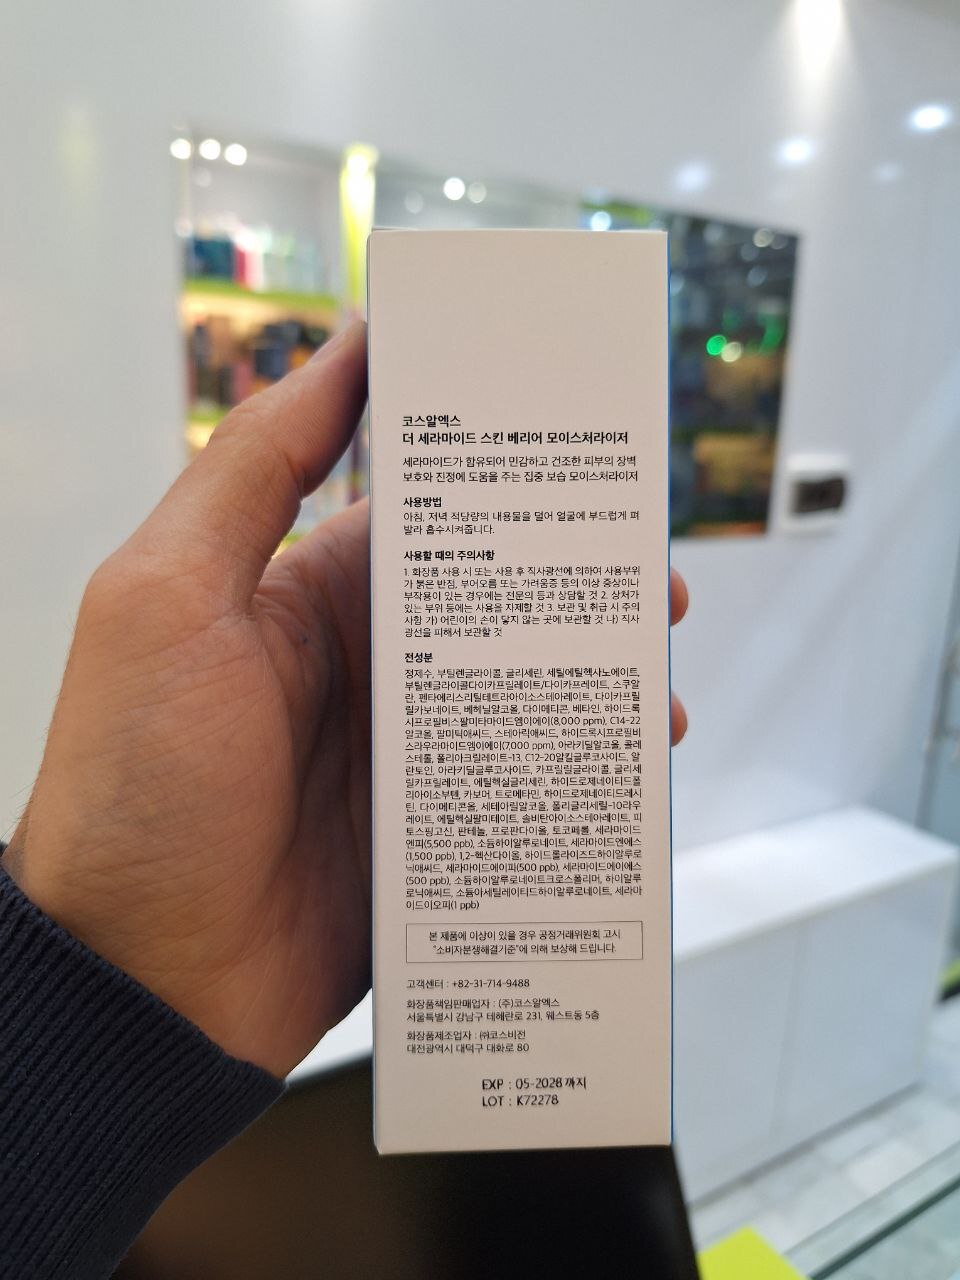 코스알엑스
더 세라마이드 스킨 베리어 모이스처라이저
세라마이드가 함유되어 민감하고 건조한 피부의 장벽
보호와 진정에 도움을 주는 집중 보습 모이스처라이저
사용방법
아침, 저녁 적당량의 내용물을 덜어 얼굴에 부드럽게 펴
발라 흡수시켜줍니다.
사용할 때의 주의사항
1. 화장품 사용 시 또는 사용 후 직사광선에 의하여 사용부위
가 붉은 반점, 부어오름 또는 가려움증 등의 이상 증상이나
부작용이 있는 경우에는 전문의 등과 상담할 것 2. 상처가
있는 부위 등에는 사용을 자제할 것 3. 보관 및 취급 시 주의
사항 가) 어린이의 손이 닿지 않는 곳에 보관할 것 나) 직사
광선을 피해서 보관할 것
전성분
정제수, 부틸렌글라이콜, 글리세린, 세틸에틸헥사노에이트,
부틸렌글라이콜다이카프릴레이트/다이카프레이트, 스쿠알
란, 펜타에리스리틸테트라아이소스테아레이트, 다이카프릴
릴카보네이트, 베헤닐알코올, 다이메티콘, 베타인, 하이드록
시프로필비스팔미타마이드엠이에이(8,000 ppm), C14-22
알코올, 팔미틱애씨드, 스테아릭애씨드, 하이드록시프로필비
스라우라마이드엠이에이(7,000 ppm), 아라키딜알코올, 콜레
스테롤, 폴리아크릴레이트-13, C12-20알킬글루코사이드, 알
란토인, 아라키딜글루코사이드, 카프릴릴글라이콜, 글리세
릴카프릴레이트, 에틸헥실글리세린, 하이드로제네이티드폴
리아이소부텐, 카보머, 트로메타민, 하이드로제네이티드레시
틴, 다이메티콘올, 세테아릴알코올, 폴리글리세릴-10라우
레이트, 에틸헥실팔미테이트, 솔비탄아이소스테아레이트, 피
토스핑고신, 판테놀, 프로판다이올, 토코페롤, 세라마이드
엔피(5,500 ppb), 소듐하이알루로네이트, 세라마이드엔에스
(1,500 ppb), 1,2-헥산다이올, 하이드롤라이즈드하이알루로
닉애씨드, 세라마이드에이피(500 ppb), 세라마이드에이에스
(500 ppb), 소듐하이알루로네이트크로스폴리머, 하이알루
로닉애씨드, 소듐아세틸레이티드하이알루로네이트, 세라마
이드이오피(1 ppb)
본 제품에 이상이 있을 경우 공정거래위원회 고시
"소비자분쟁해결기준"에 의해 보상해 드립니다.
고객센터 : +82-31-714-9488
화장품책임판매업자 : (주)코스알엑스
서울특별시 강남구 테헤란로 231, 웨스트동 5층
화장품제조업자 : ㈜코스비전
대전광역시 대덕구 대화로 80
EXP : 05-2028 까지
LOT : K72278